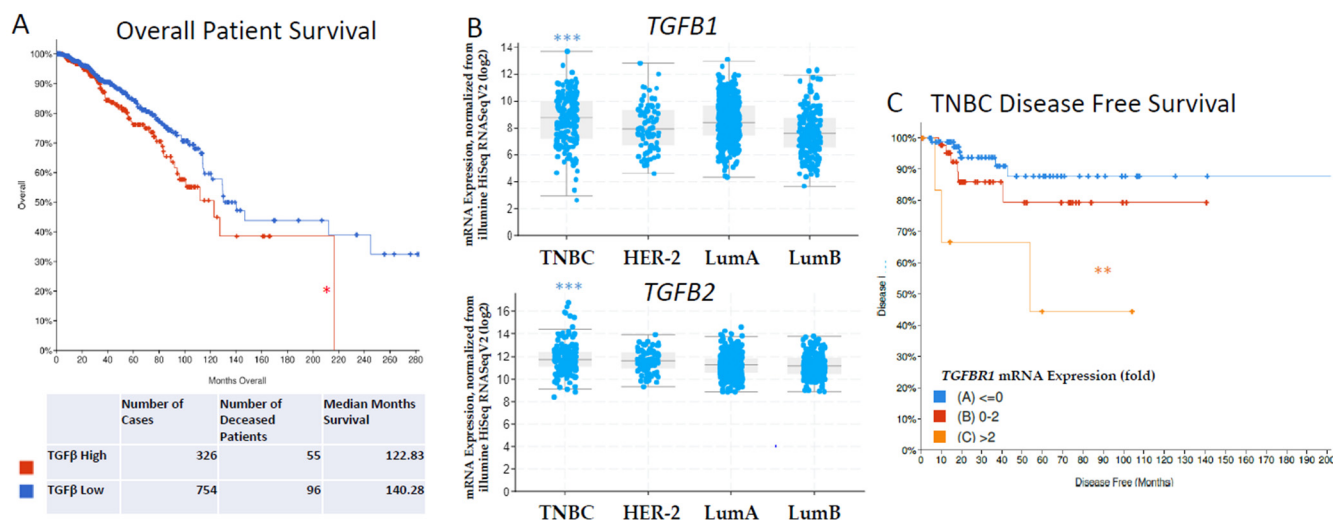 A
Overall Patient Survival
100%
90%
80%
70%
60%
50%
40%
30%
20%
10%
0%
Overall
*
0
20
40
60
80
100
120
140
160
180
200
220
240
260
282
Months Overall
Number of Cases
Number of Deceased Patients
Median Months Survival
TGFβ High 326 55 122.83
TGFβ Low 754 96 140.28
B
TGFB1
***
mRNA Expression, normalized from
illumine HiSeq RNASeqV2 (log2)
14
12
10
8
6
4
2
0
TNBC HER-2 LumA LumB
TGFB2
***
mRNA Expression, normalized from
illumine HiSeq RNASeqV2 (log2)
16
14
12
10
8
6
4
2
0
TNBC HER-2 LumA LumB
C
TNBC Disease Free Survival
100%
90%
80%
70%
60%
50%
40%
30%
20%
10%
0%
**
TGFBR1 mRNA Expression (fold)
(A) <=0
(B) 0-2
(C) >2
0 10 20 30 40 50 60 70 80 90 100 110 120 130 140 150 160 170 180 190 202
Disease Free (Months)